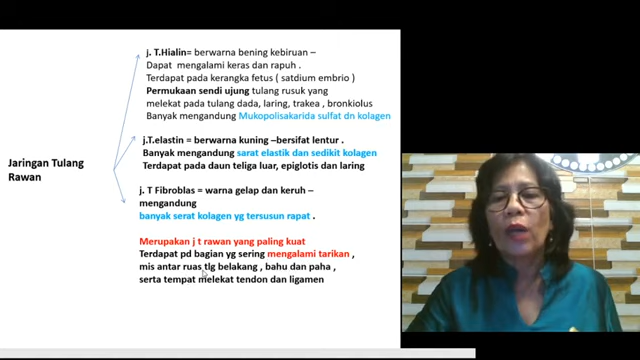 j. T.Hialin= berwarna bening kebiruan –
Dapat mengalami keras dan rapuh .
Terdapat pada kerangka fetus ( satdium embrio )
Permukaan sendi ujung tulang rusuk yang
melekat pada tulang dada, laring, trakea , bronkiolus
Banyak mengandung Mukopolisakarida sulfat dn kolagen
j.T.elastin = berwarna kuning –bersifat lentur .
Banyak mengandung sarat elastik dan sedikit kolagen
Terdapat pada daun teliga luar, epiglotis dan laring
Jaringan Tulang
Rawan
j. T Fibroblas = warna gelap dan keruh –
mengandung
banyak serat kolagen yg tersusun rapat .
Merupakan j t rawan yang paling kuat
Terdapat pd bagian yg sering mengalami tarikan ,
mis antar ruas tlg belakang , bahu dan paha ,
serta tempat melekat tendon dan ligamen